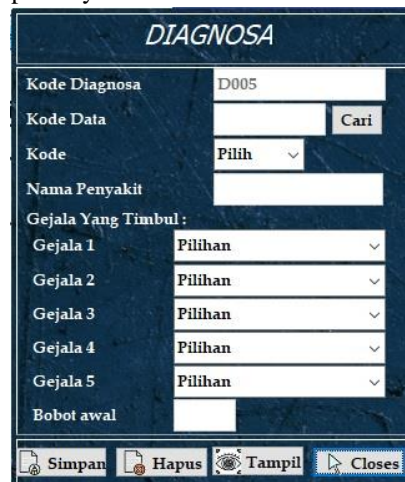 DIAGNOSA
Kode Diagnosa D005
Kode Data Cari
Kode Pilih
Nama Penyakit
Gejala Yang Timbul :
Gejala 1 Pilihan
Gejala 2 Pilihan
Gejala 3 Pilihan
Gejala 4 Pilihan
Gejala 5 Pilihan
Bobot awal
Simpan Hapus Tampil Closes